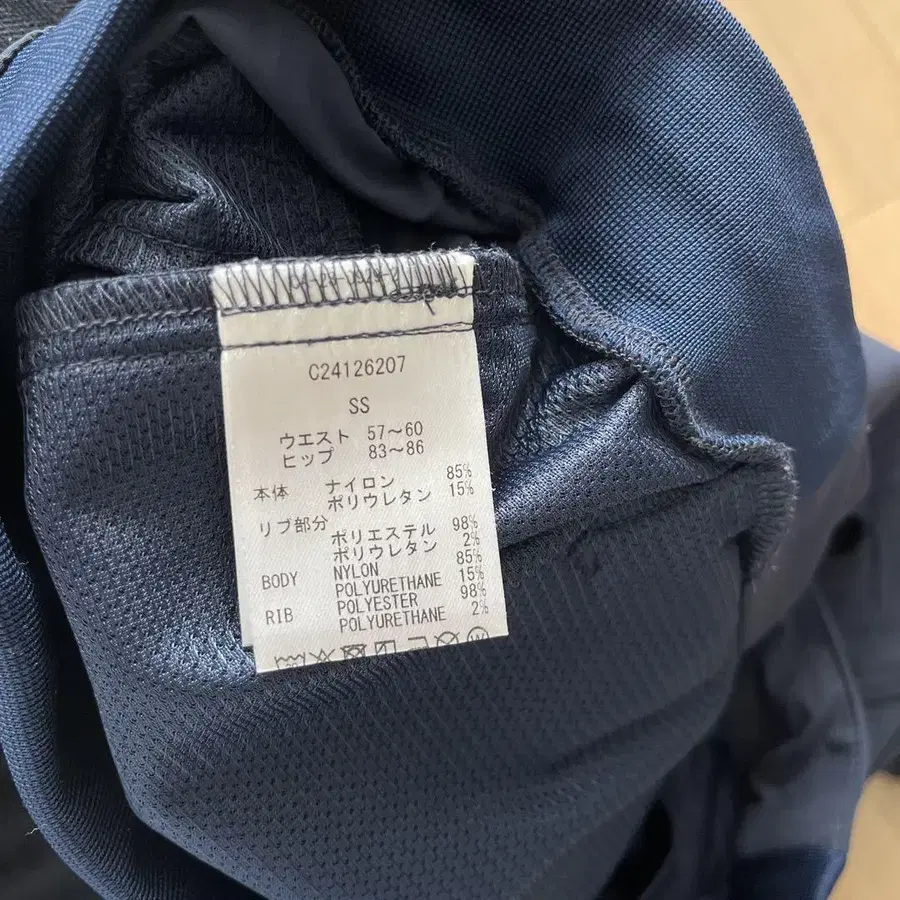 C24126207
SS
ウエスト 57～60
ヒップ 83～86
本体 ナイロン 85%
ポリウレタン 15%
リブ部分
ポリエステル 98%
ポリウレタン 2%
BODY NYLON 85%
POLYURETHANE 15%
RIB POLYESTER 98%
POLYURETHANE 2%